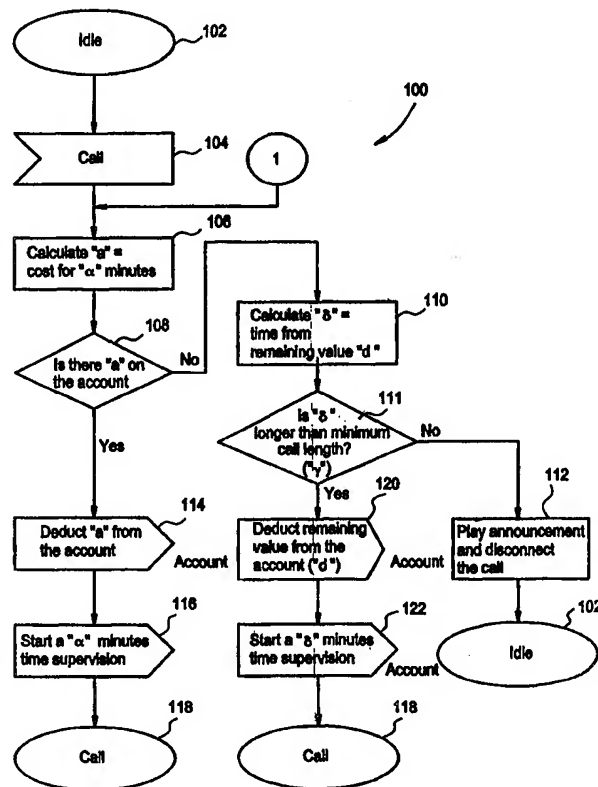 Idle
102
100
Call
104
1
106
Calculate "a" =
cost for "α" minutes
110
Calculate "δ" =
time from
remaining value "d"
108
Is there "a" on
the account
No
111
Is "δ"
longer than minimum
call length?
("γ")
No
Yes
Yes
114
Deduct "a" from
the account
Account
120
Deduct remaining
value from the
account ("d")
Account
112
Play announcement
and disconnect
the call
116
Start a "α" minutes
time supervision
122
Start a "δ" minutes
time supervision
Account
102
Idle
118
Call
118
Call